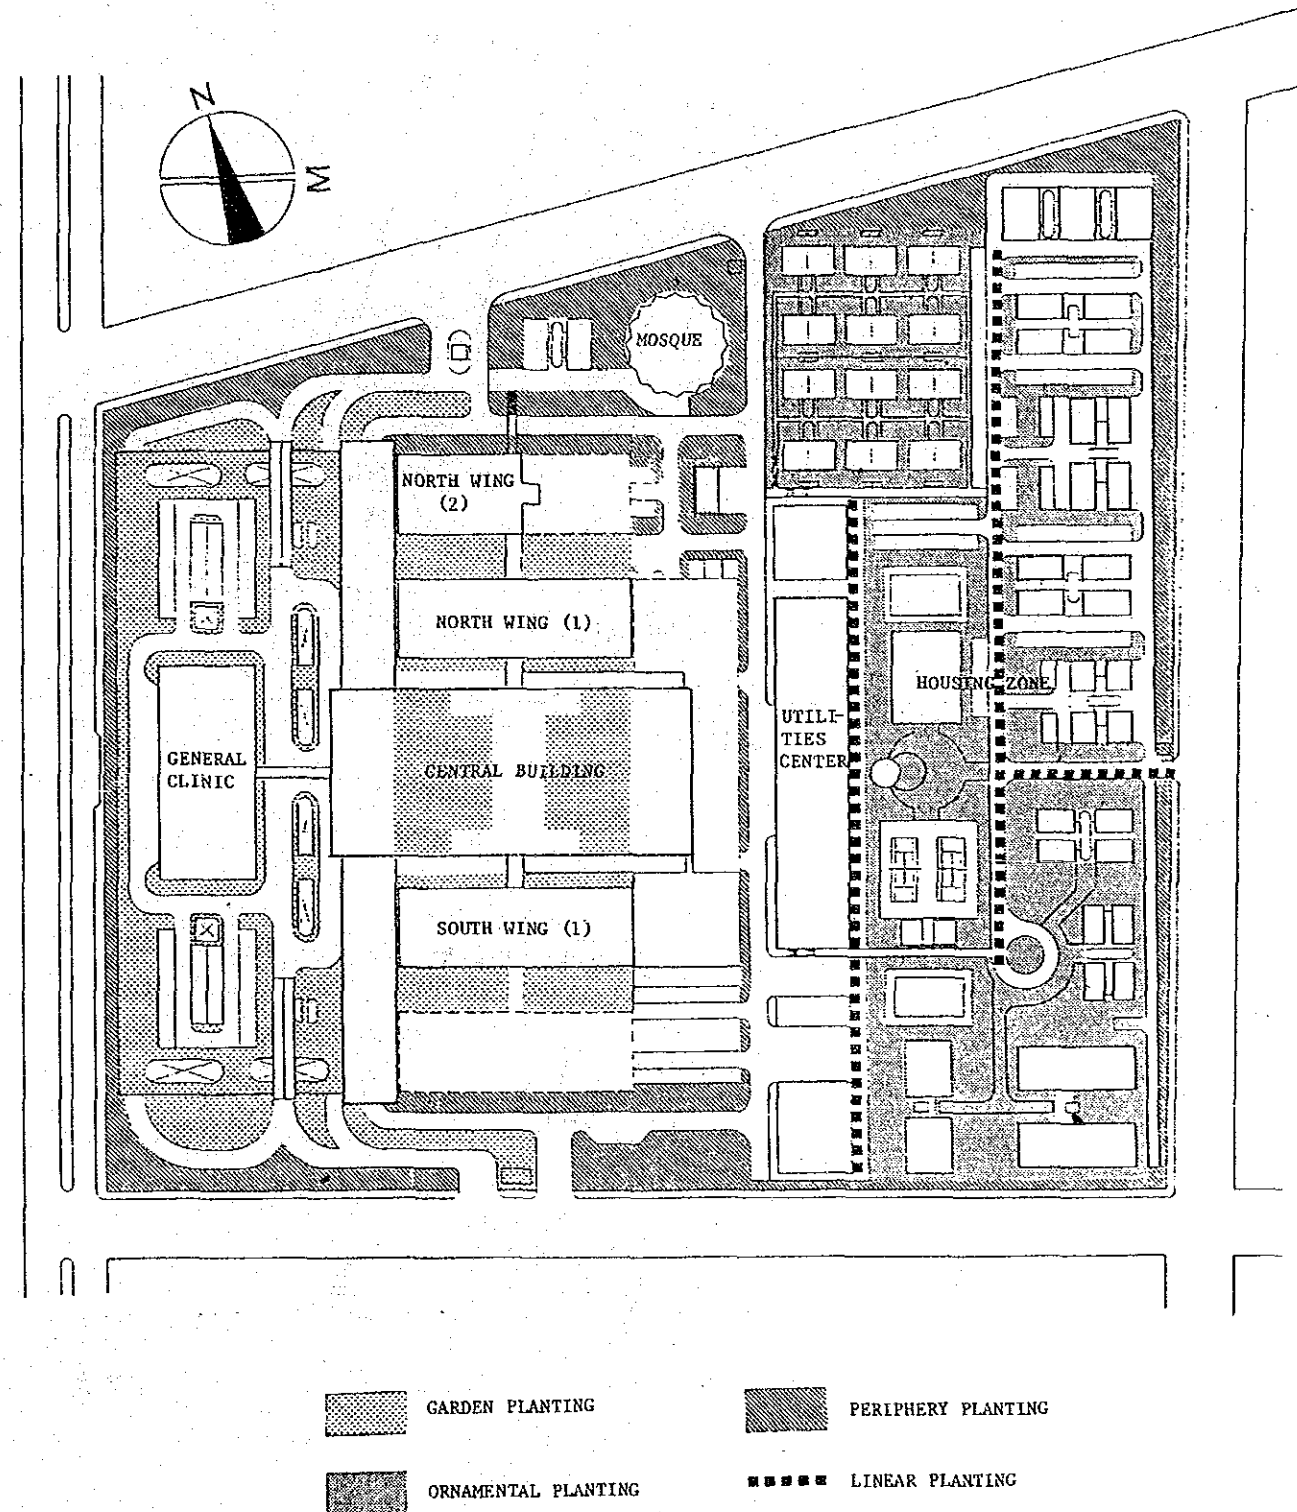 N
M
MOSQUE
NORTH WING
(2)
NORTH WING (1)
HOUSING ZONE
UTILI-
TIES
CENTER
GENERAL
CLINIC
CENTRAL BUILDING
SOUTH WING (1)
GARDEN PLANTING
PERIPHERY PLANTING
ORNAMENTAL PLANTING
LINEAR PLANTING